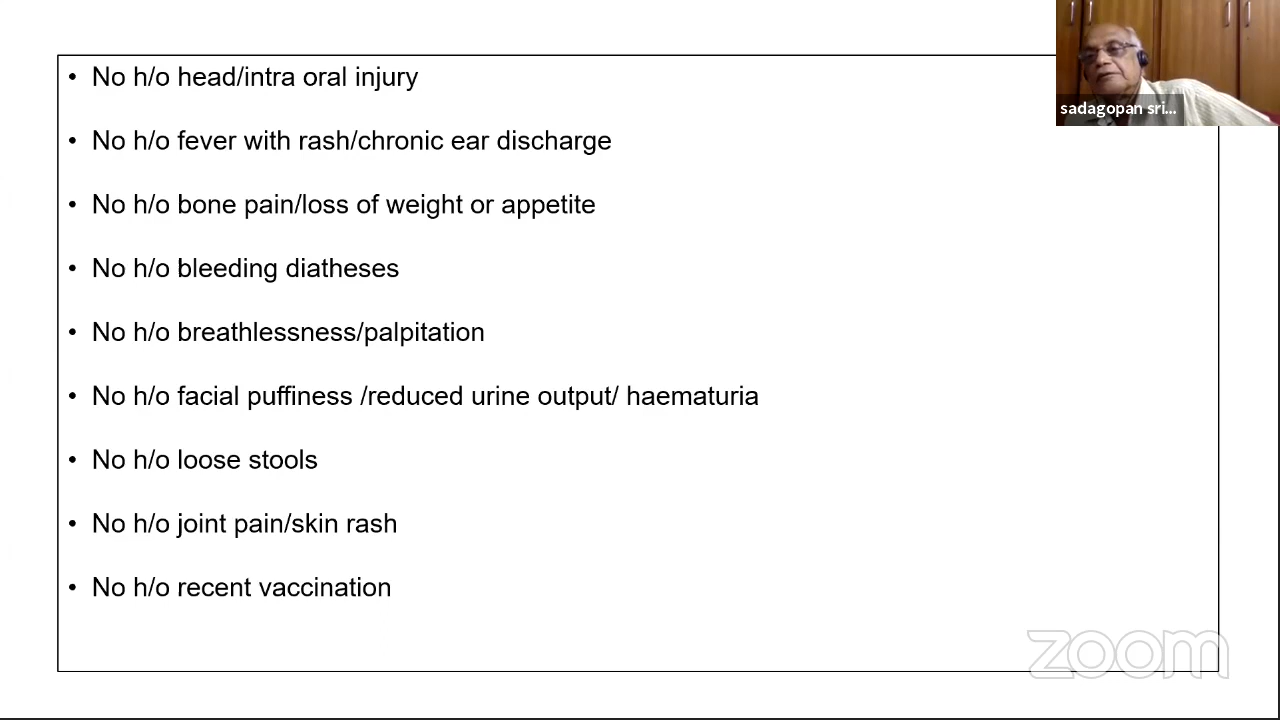 • No h/o head/intra oral injury
• No h/o fever with rash/chronic ear discharge
• No h/o bone pain/loss of weight or appetite
• No h/o bleeding diatheses
• No h/o breathlessness/palpitation
• No h/o facial puffiness /reduced urine output/ haematuria
• No h/o loose stools
• No h/o joint pain/skin rash
• No h/o recent vaccination
sadagopan sri...
zoom